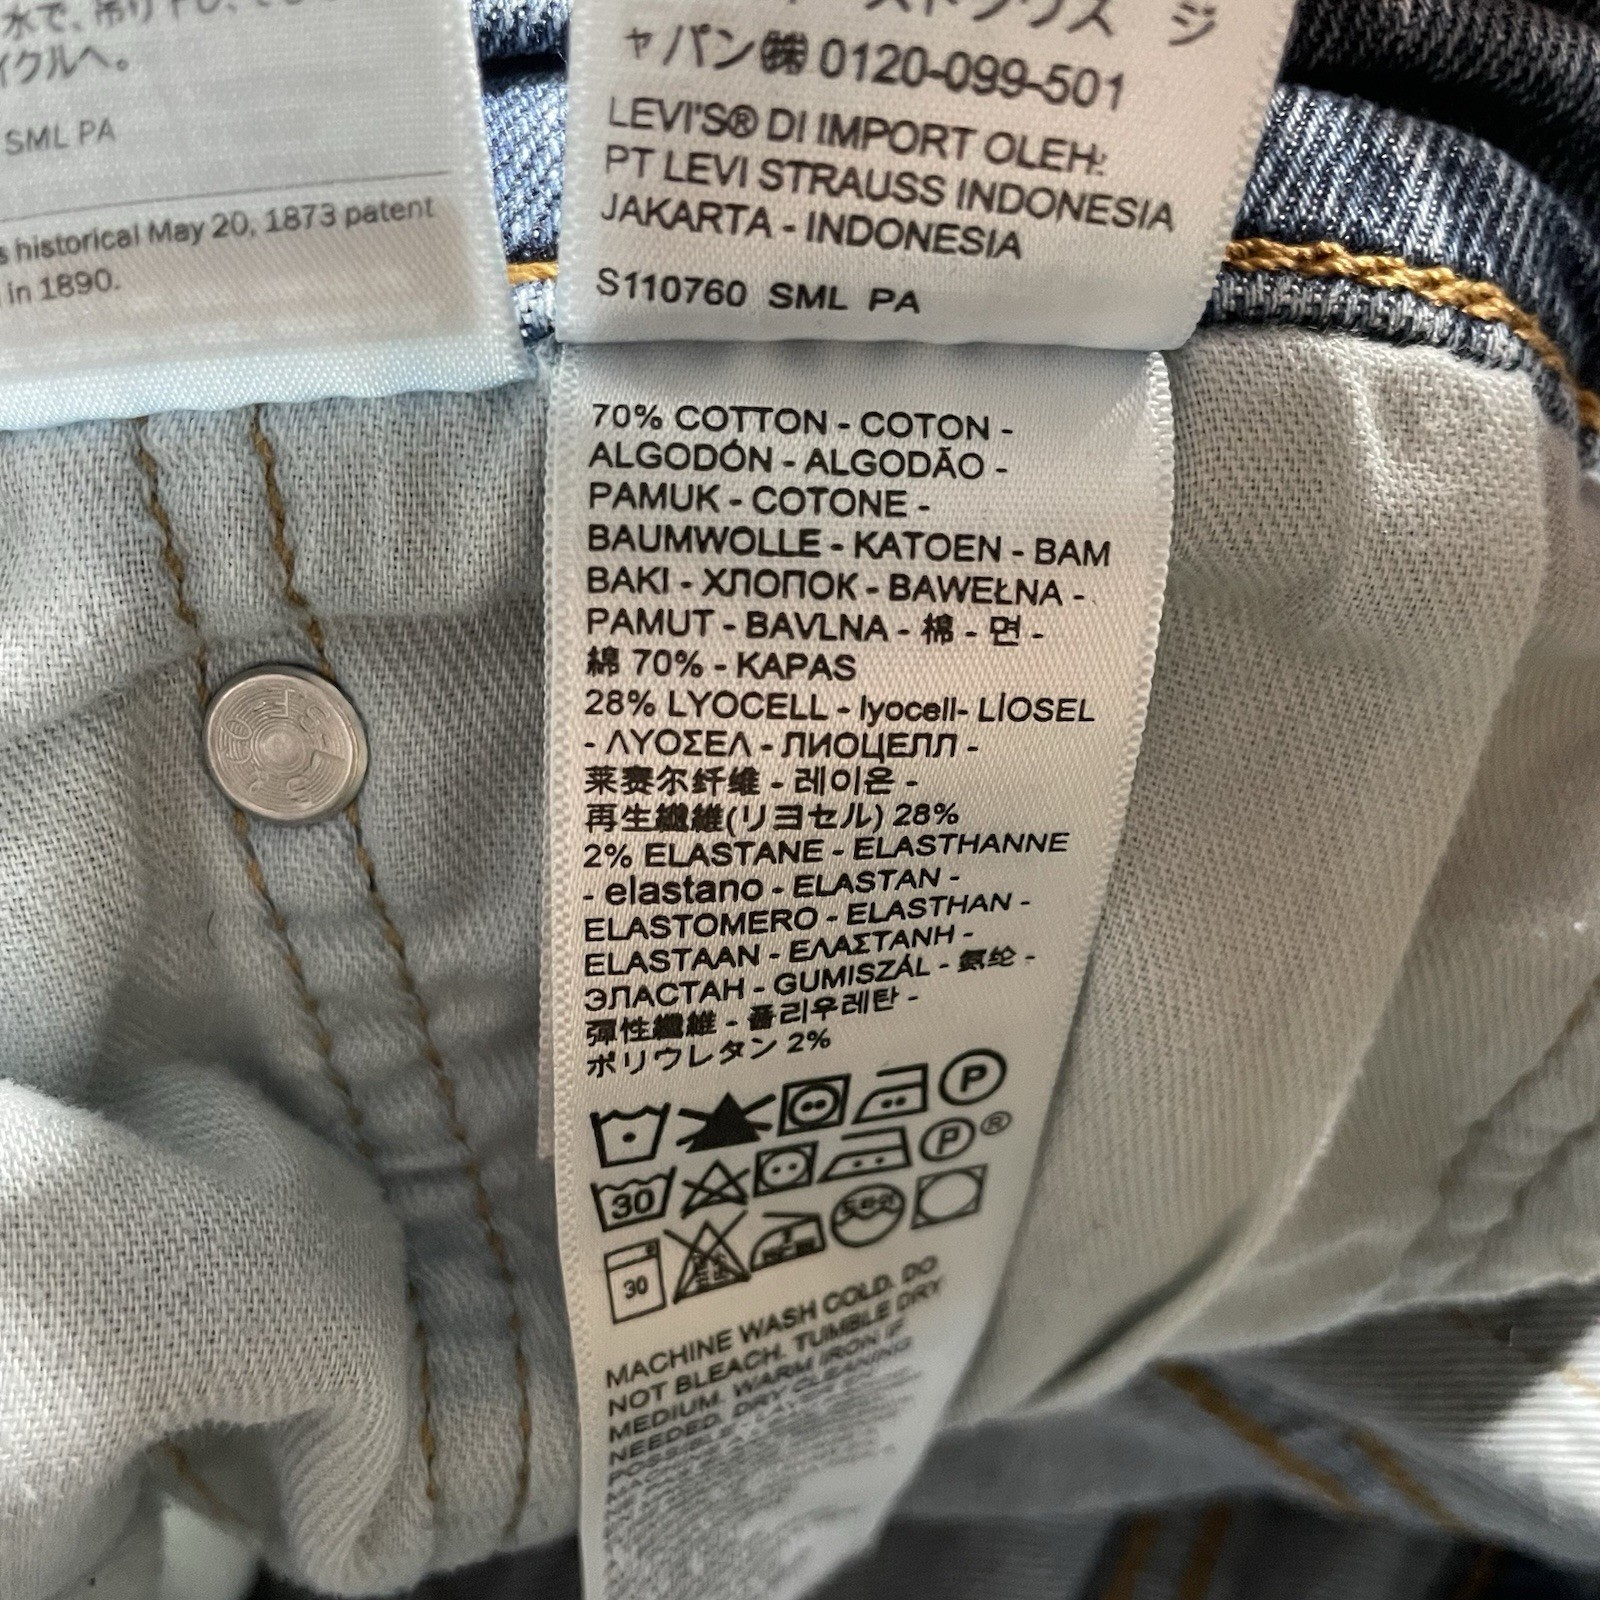 イクルへ。
SML PA
s historical May 20, 1873 patent
in 1890.
ャパン㈱ 0120-099-501
LEVI'S® DI IMPORT OLEH:
PT LEVI STRAUSS INDONESIA
JAKARTA - INDONESIA
S110760 SML PA
70% COTTON - COTON -
ALGODÓN - ALGODÃO -
PAMUK - COTONE -
BAUMWOLLE - KATOEN - BAM
BAKI - ХЛОПОК - BAWEŁNA -
PAMUT - BAVLNA - 棉 - 면 -
綿 70% - KAPAS
28% LYOCELL - lyocell- LİOSEL
- ΛΥΟΣΕΛ - ЛИОЦЕЛЛ -
莱赛尔纤维 - 레이온 -
再生繊維(リヨセル) 28%
2% ELASTANE - ELASTHANNE
- elastano - ELASTAN -
ELASTOMERO - ELASTHAN -
ELASTAAN - ΕΛΑΣΤΑΝΗ -
ЭЛАСТАН - GUMISZÁL - 氨纶 -
彈性纖維 - 폴리우레탄 -
ポリウレタン 2%
P
30 P ®
30
MACHINE WASH COLD. DO
NOT BLEACH. TUMBLE DRY
MEDIUM. WARM IRON IF
NEEDED. DRY CLEANING